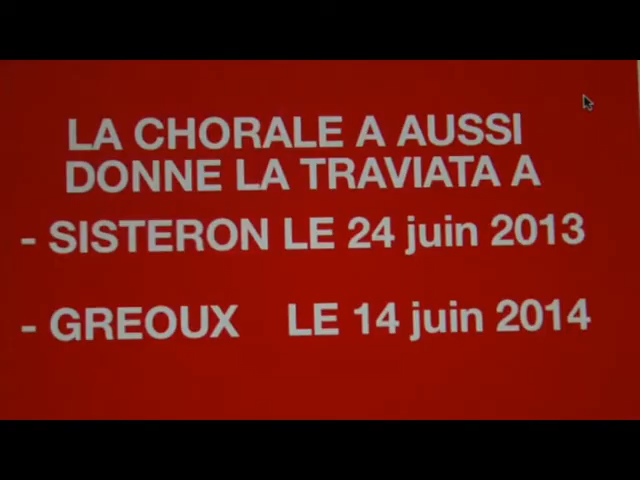 LA CHORALE A AUSSI
DONNE LA TRAVIATA A
- SISTERON LE 24 juin 2013
- GREOUX LE 14 juin 2014